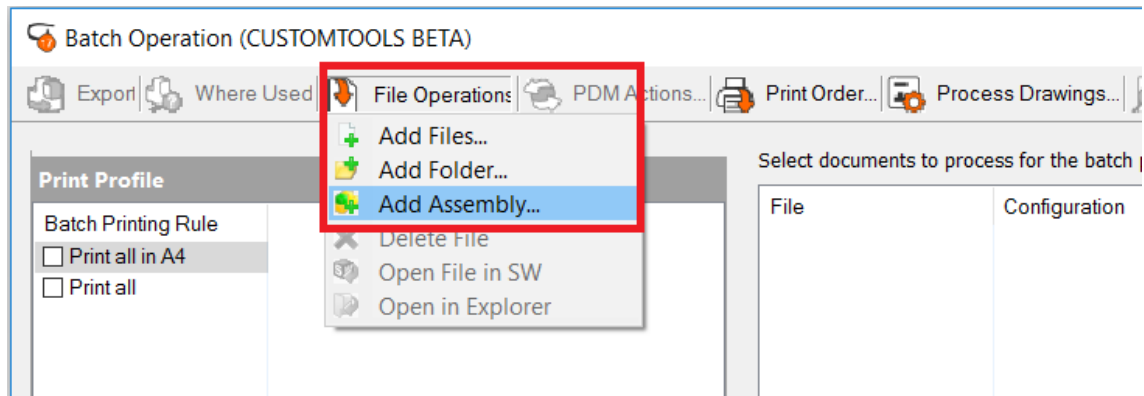 Batch Operation (CUSTOMTOOLS BETA)
Export Where Used File Operations PDM Actions... Print Order... Process Drawings...
Add Files...
Add Folder...
Add Assembly...
Delete File
Open File in SW
Open in Explorer
Print Profile
Batch Printing Rule
Print all in A4
Print all
Select documents to process for the batch
File Configuration